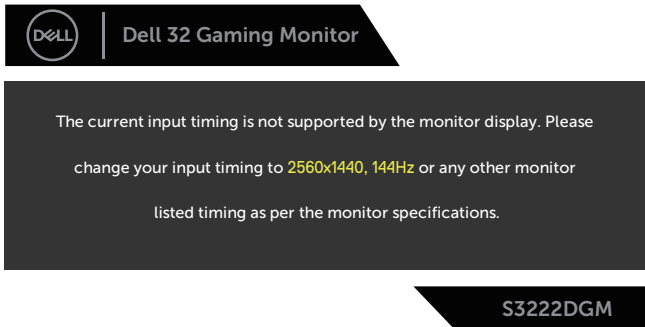 DELL
Dell 32 Gaming Monitor
The current input timing is not supported by the monitor display. Please
change your input timing to 2560x1440, 144Hz or any other monitor
listed timing as per the monitor specifications.
S3222DGM